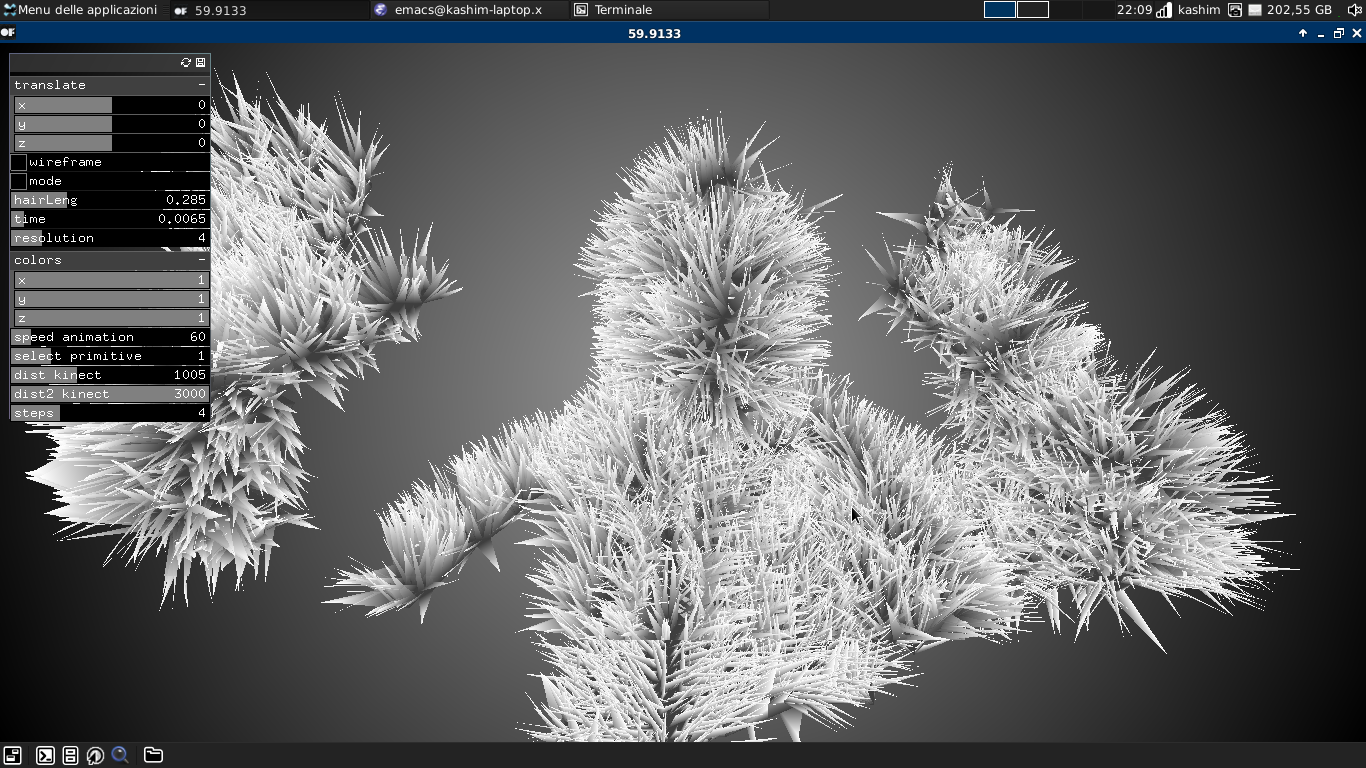 Menu delle applicazioni OF 59.9133 emacs@kashim-laptop.x Terminale 22:09 kashim 202,55 GB
OF 59.9133
translate −
x 0
y 0
z 0
wireframe
mode
hairLeng 0.285
time 0.0065
resolution 4
colors −
x 1
y 1
z 1
speed animation 60
select primitive 1
dist kinect 1005
dist2 kinect 3000
steps 4